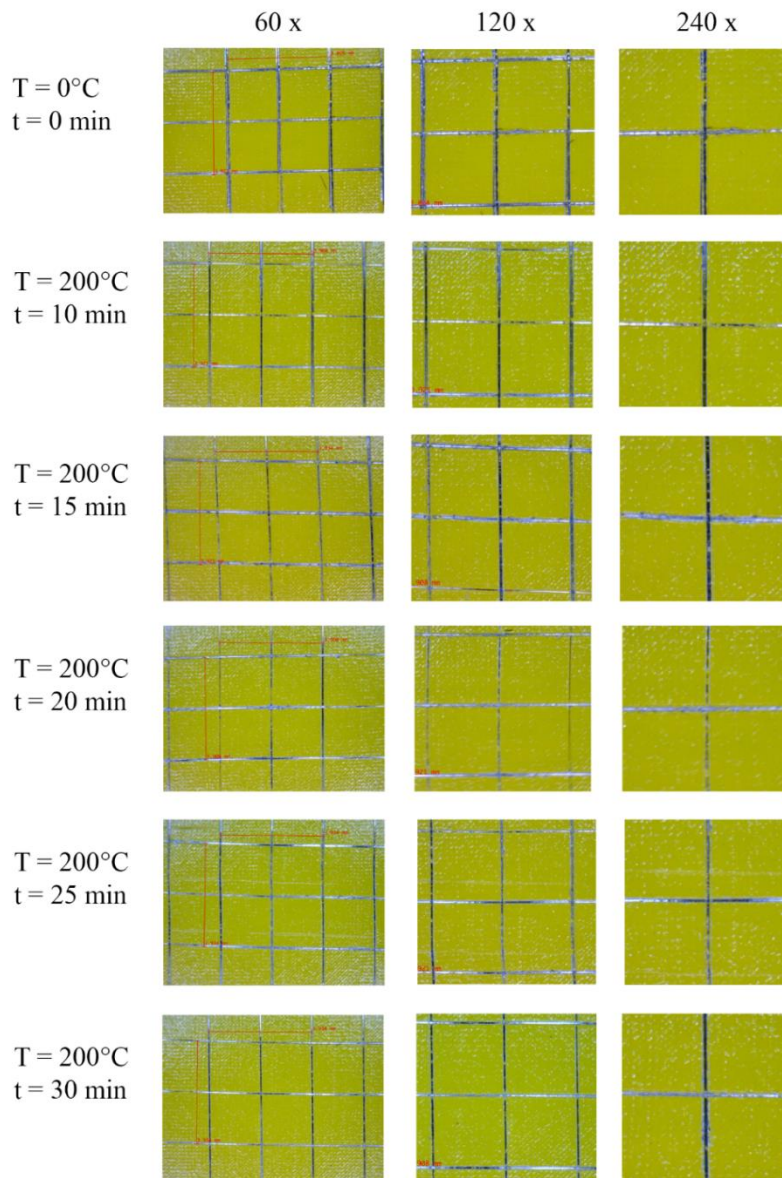 60 x
120 x
240 x
T = 0°C
t = 0 min
T = 200°C
t = 10 min
T = 200°C
t = 15 min
T = 200°C
t = 20 min
T = 200°C
t = 25 min
T = 200°C
t = 30 min